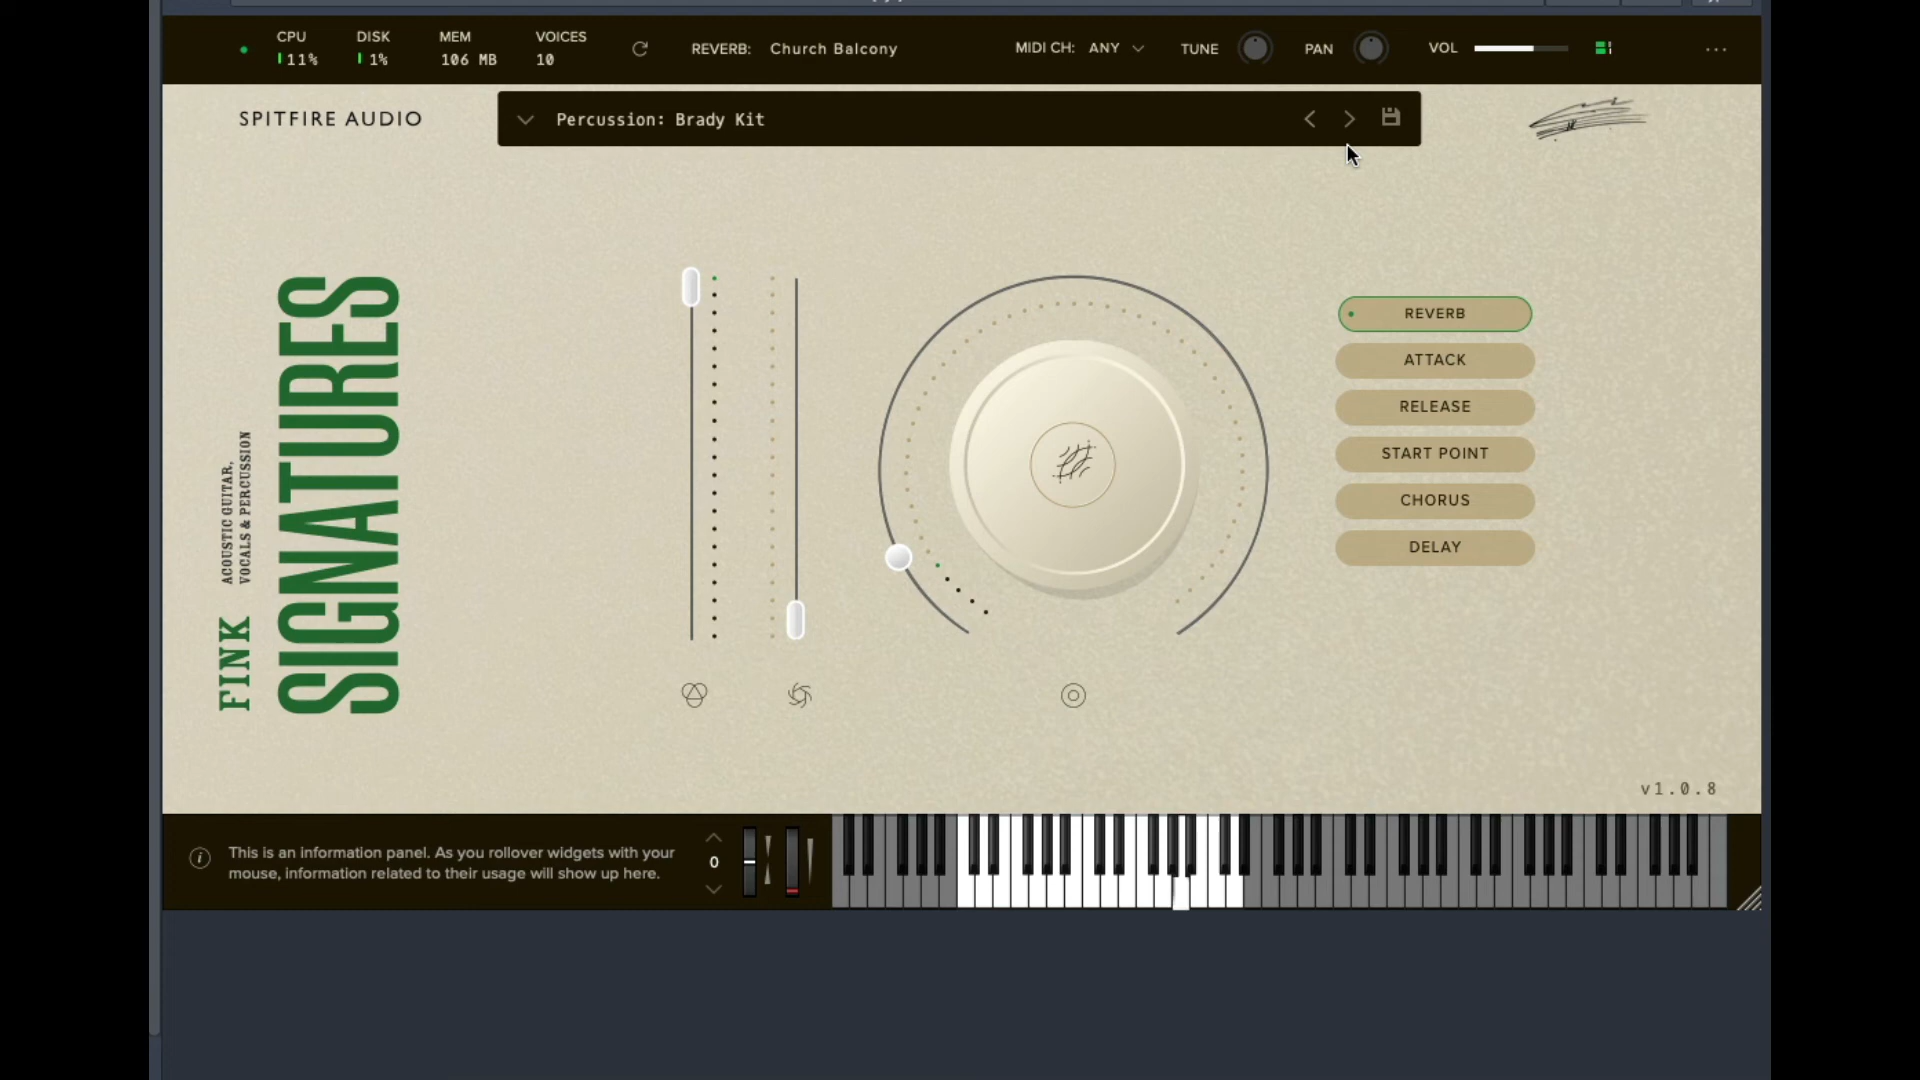 CPU
11%
DISK
1%
MEM
106 MB
VOICES
10
REVERB: Church Balcony
MIDI CH: ANY
TUNE
PAN
VOL
SPITFIRE AUDIO
Percussion: Brady Kit
FINK
ACOUSTIC GUITAR,
VOCALS & PERCUSSION
SIGNATURES
REVERB
ATTACK
RELEASE
START POINT
CHORUS
DELAY
v1.0.8
This is an information panel. As you rollover widgets with your
mouse, information related to their usage will show up here.
0